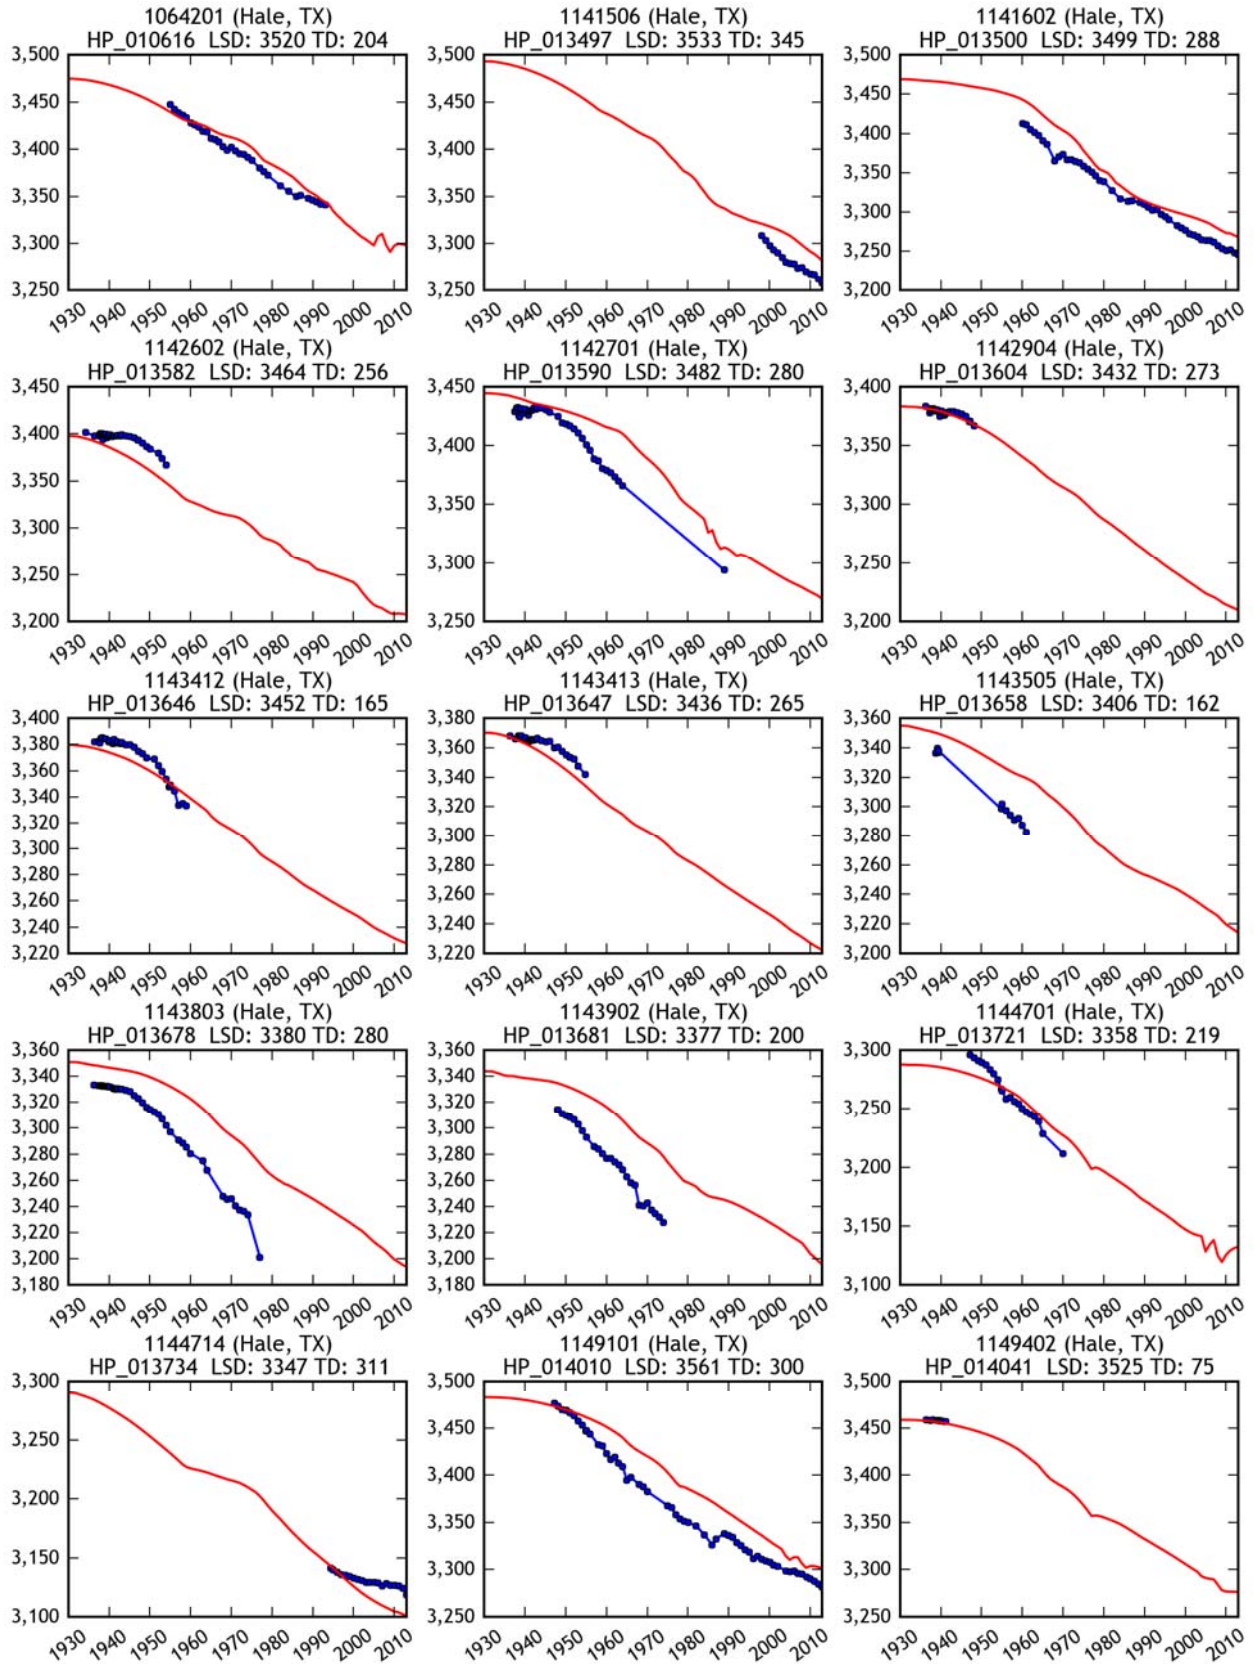 1064201 (Hale, TX)
HP_010616 LSD: 3520 TD: 204
3,500
3,450
3,400
3,350
3,300
3,250
1930 1940 1950 1960 1970 1980 1990 2000 2010
1141506 (Hale, TX)
HP_013497 LSD: 3533 TD: 345
3,500
3,450
3,400
3,350
3,300
3,250
1930 1940 1950 1960 1970 1980 1990 2000 2010
1141602 (Hale, TX)
HP_013500 LSD: 3499 TD: 288
3,500
3,450
3,400
3,350
3,300
3,250
3,200
1930 1940 1950 1960 1970 1980 1990 2000 2010
1142602 (Hale, TX)
HP_013582 LSD: 3464 TD: 256
3,450
3,400
3,350
3,300
3,250
3,200
1930 1940 1950 1960 1970 1980 1990 2000 2010
1142701 (Hale, TX)
HP_013590 LSD: 3482 TD: 280
3,450
3,400
3,350
3,300
3,250
1930 1940 1950 1960 1970 1980 1990 2000 2010
1142904 (Hale, TX)
HP_013604 LSD: 3432 TD: 273
3,400
3,350
3,300
3,250
3,200
1930 1940 1950 1960 1970 1980 1990 2000 2010
1143412 (Hale, TX)
HP_013646 LSD: 3452 TD: 165
3,400
3,380
3,360
3,340
3,320
3,300
3,280
3,260
3,240
3,220
1930 1940 1950 1960 1970 1980 1990 2000 2010
1143413 (Hale, TX)
HP_013647 LSD: 3436 TD: 265
3,380
3,360
3,340
3,320
3,300
3,280
3,260
3,240
3,220
1930 1940 1950 1960 1970 1980 1990 2000 2010
1143505 (Hale, TX)
HP_013658 LSD: 3406 TD: 162
3,360
3,340
3,320
3,300
3,280
3,260
3,240
3,220
3,200
1930 1940 1950 1960 1970 1980 1990 2000 2010
1143803 (Hale, TX)
HP_013678 LSD: 3380 TD: 280
3,360
3,340
3,320
3,300
3,280
3,260
3,240
3,220
3,200
3,180
1930 1940 1950 1960 1970 1980 1990 2000 2010
1143902 (Hale, TX)
HP_013681 LSD: 3377 TD: 200
3,360
3,340
3,320
3,300
3,280
3,260
3,240
3,220
3,200
3,180
1930 1940 1950 1960 1970 1980 1990 2000 2010
1144701 (Hale, TX)
HP_013721 LSD: 3358 TD: 219
3,300
3,250
3,200
3,150
3,100
1930 1940 1950 1960 1970 1980 1990 2000 2010
1144714 (Hale, TX)
HP_013734 LSD: 3347 TD: 311
3,300
3,250
3,200
3,150
3,100
1930 1940 1950 1960 1970 1980 1990 2000 2010
1149101 (Hale, TX)
HP_014010 LSD: 3561 TD: 300
3,500
3,450
3,400
3,350
3,300
3,250
1930 1940 1950 1960 1970 1980 1990 2000 2010
1149402 (Hale, TX)
HP_014041 LSD: 3525 TD: 75
3,500
3,450
3,400
3,350
3,300
3,250
1930 1940 1950 1960 1970 1980 1990 2000 2010